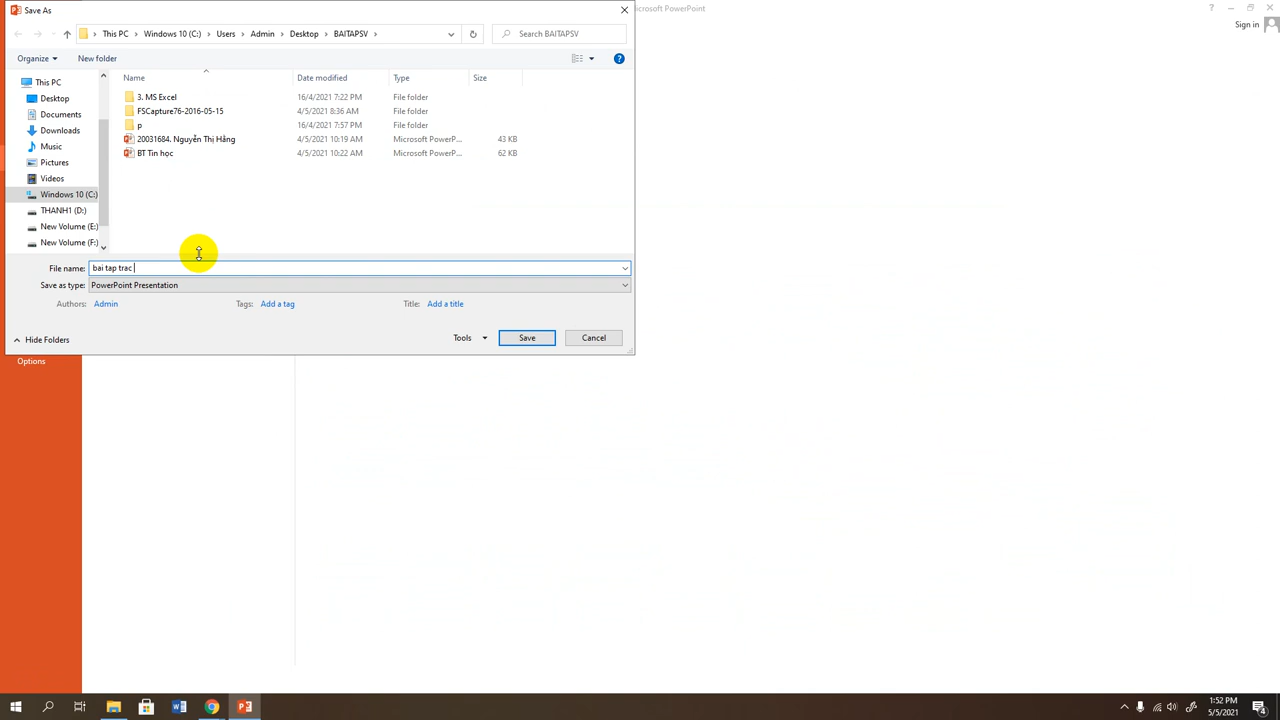 Save As
icrosoft PowerPoint
Sign in
This PC › Windows 10 (C:) › Users › Admin › Desktop › BAITAPSV ›
Search BAITAPSV
Organize
New folder
Name Date modified Type Size
This PC
Desktop
Documents
Downloads
Music
Pictures
Videos
Windows 10 (C:)
THANH1 (D:)
New Volume (E:)
New Volume (F:)
3. MS Excel 16/4/2021 7:22 PM File folder
FSCapture76-2016-05-15 4/5/2021 8:36 AM File folder
p 16/4/2021 7:57 PM File folder
20031684. Nguyễn Thị Hằng 4/5/2021 10:19 AM Microsoft PowerP... 43 KB
BT Tin học 4/5/2021 10:22 AM Microsoft PowerP... 62 KB
File name: bai tap trac
Save as type: PowerPoint Presentation
Authors: Admin Tags: Add a tag Title: Add a title
Hide Folders
Tools
Save
Cancel
Options
1:52 PM
5/5/2021
4